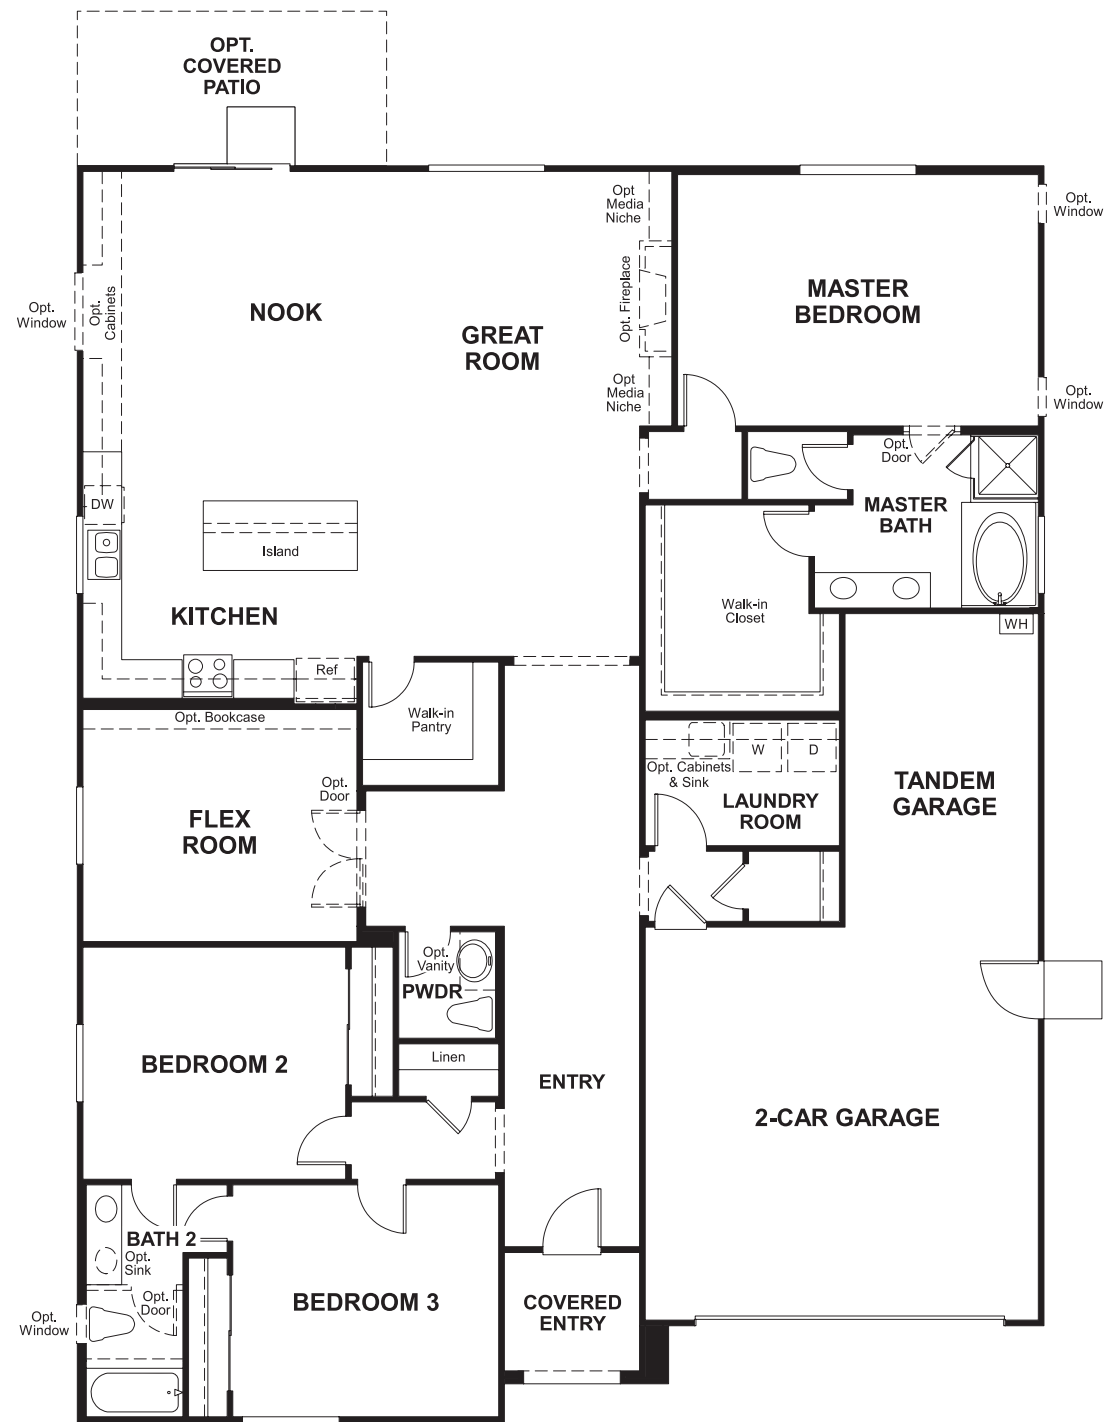 OPT.
COVERED
PATIO
Opt
Media
Niche
Opt.
Window
NOOK
GREAT
ROOM
Opt. Fireplace
MASTER
BEDROOM
Opt.
Window
Opt.
Cabinets
Opt
Media
Niche
Opt.
Window
Opt.
Door
DW
MASTER
BATH
Island
KITCHEN
Walk-in
Closet
WH
Ref
Walk-in
Pantry
Opt. Bookcase
W
D
Opt. Cabinets
& Sink
LAUNDRY
ROOM
TANDEM
GARAGE
Opt.
Door
FLEX
ROOM
Opt.
Vanity
PWDR
BEDROOM 2
Linen
ENTRY
2-CAR GARAGE
BATH 2
Opt.
Sink
Opt.
Door
Opt.
Window
BEDROOM 3
COVERED
ENTRY